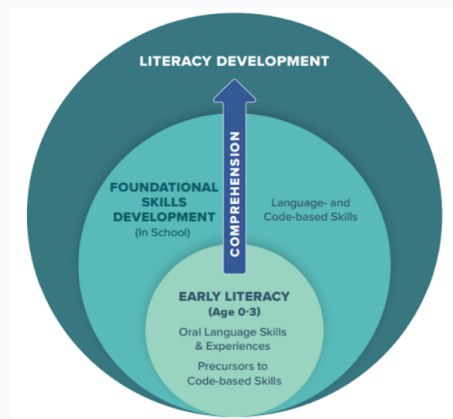 LITERACY DEVELOPMENT
COMPREHENSION
FOUNDATIONAL
SKILLS
DEVELOPMENT
(In School)
Language- and
Code-based Skills
EARLY LITERACY
(Age 0-3)
Oral Language Skills
& Experiences
Precursors to
Code-based Skills